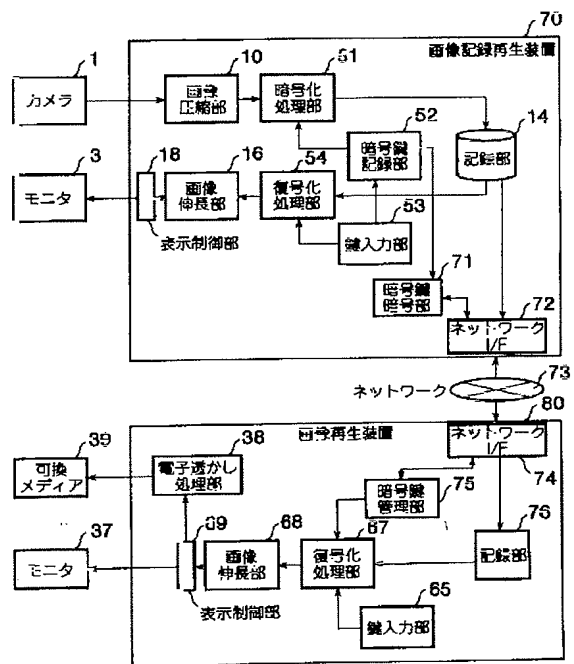 70
画像記録再生装置
1
カメラ
10
画像
圧縮部
51
暗号化
処理部
52
暗号鍵
記録部
14
記録部
3
モニタ
18
表示制御部
16
画像
伸長部
54
復号化
処理部
53
鍵入力部
71
暗号鍵
暗号部
72
ネットワーク
I/F
ネットワーク
73
80
画像再生装置
ネットワーク
I/F
74
39
可換
メディア
38
電子透かし
処理部
75
暗号鍵
管理部
76
記録部
37
モニタ
69
表示制御部
68
画像
伸長部
67
復号化
処理部
65
鍵入力部